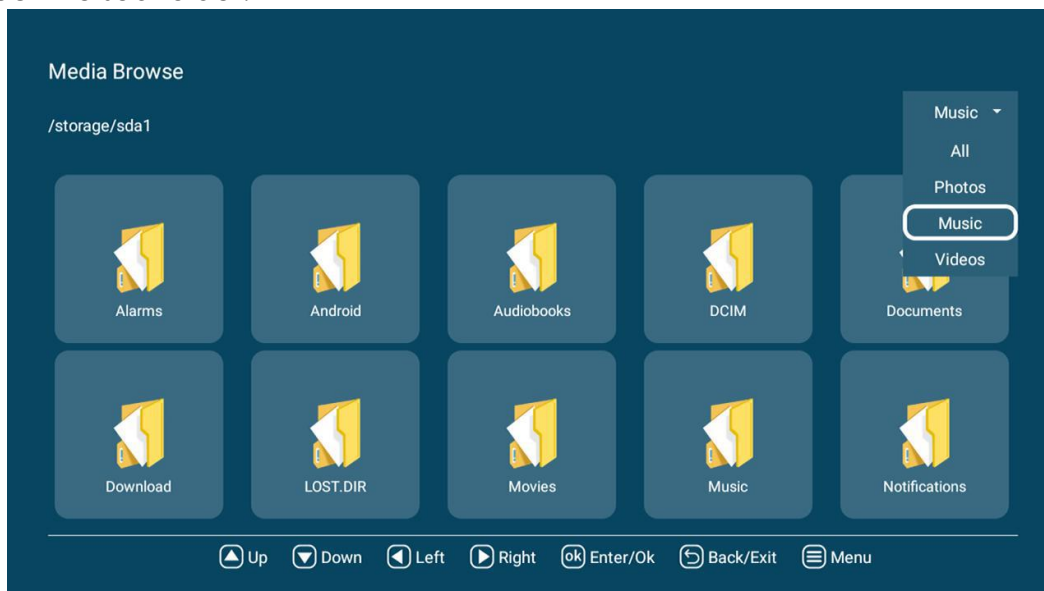 Media Browse
/storage/sda1
Music
All
Photos
Music
Videos
Alarms
Android
Audiobooks
DCIM
Documents
Download
LOST.DIR
Movies
Music
Notifications
Up Down Left Right ok Enter/Ok Back/Exit Menu